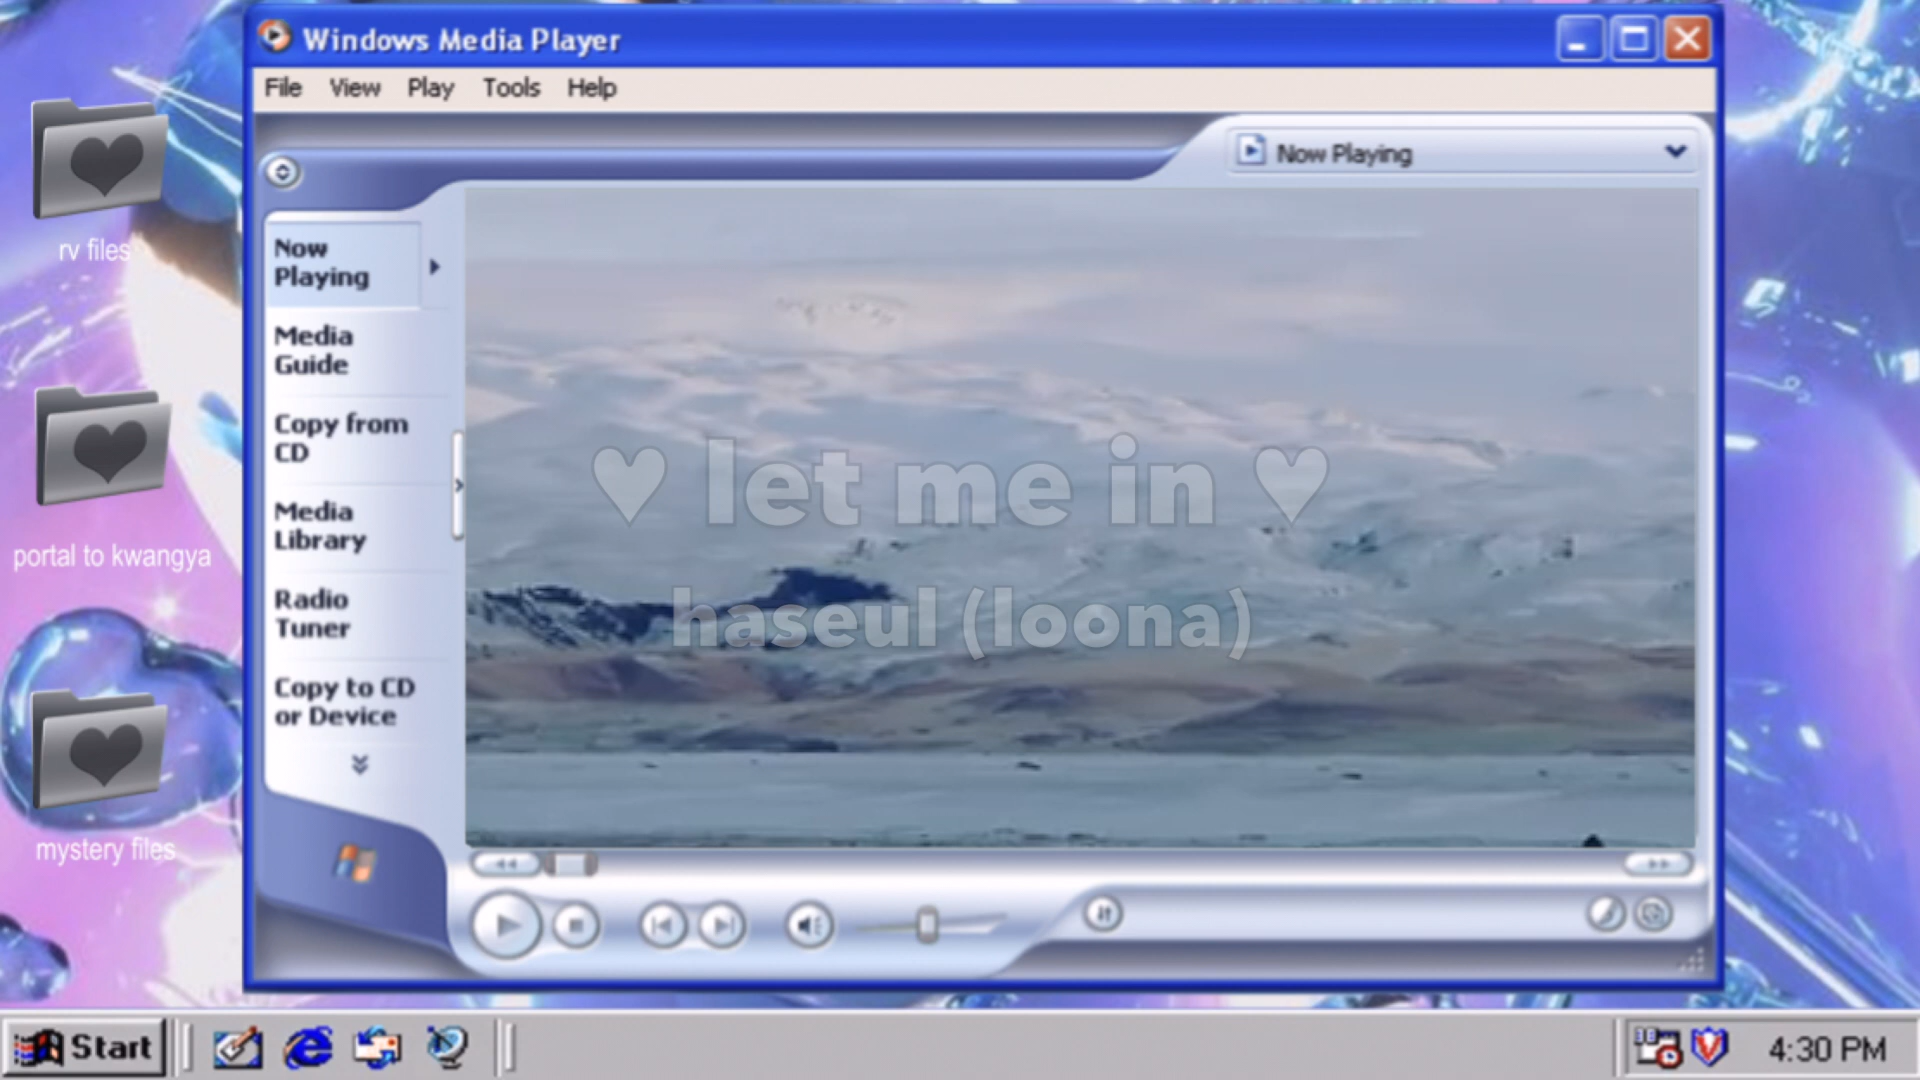 Windows Media Player
File View Play Tools Help
Now Playing
Now
Playing
Media
Guide
Copy from
CD
Media
Library
Radio
Tuner
Copy to CD
or Device
♥ let me in ♥
haseul (loona)
rv files
portal to kwangya
mystery files
Start
4:30 PM